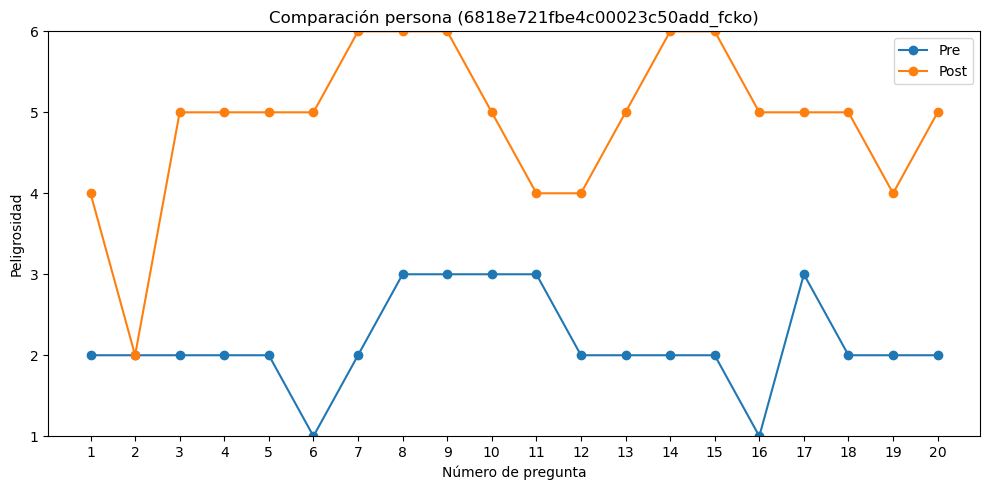 Comparación persona (6818e721fbe4c00023c50add_fcko)
Pre
Post
Peligrosidad
6
5
4
3
2
1
1 2 3 4 5 6 7 8 9 10 11 12 13 14 15 16 17 18 19 20
Número de pregunta